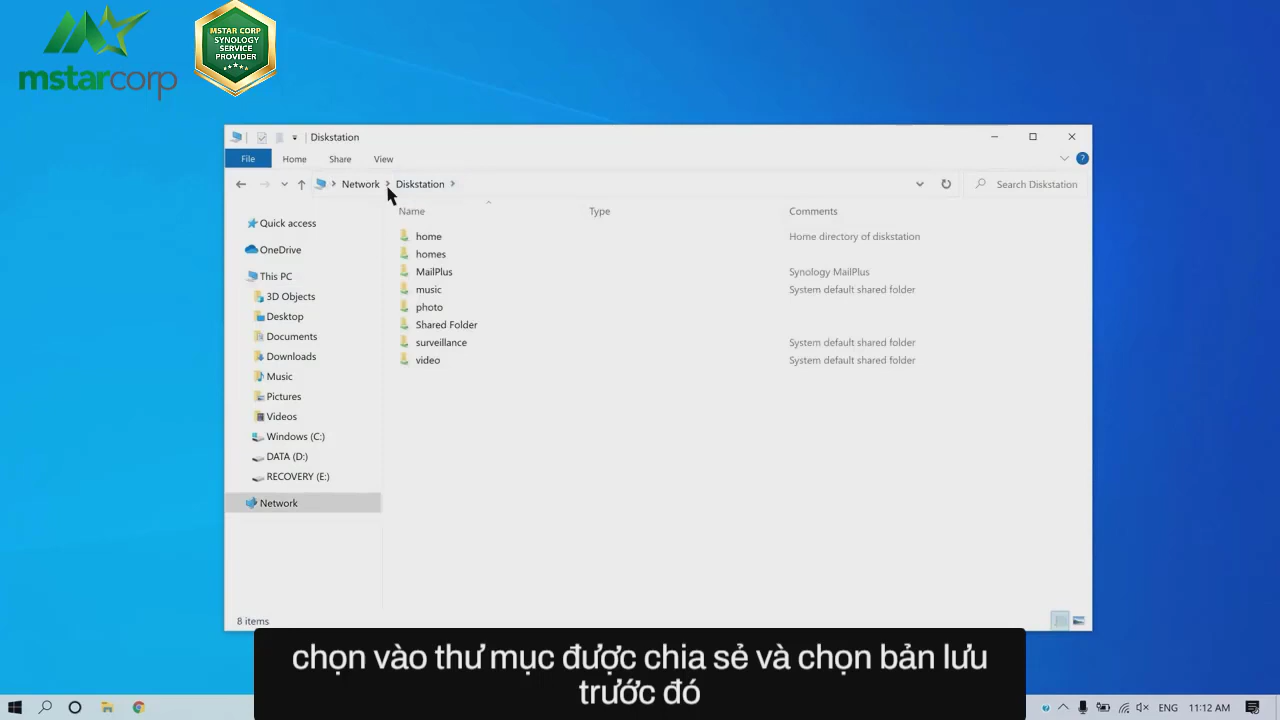 mstarcorp
MSTAR CORP
SYNOLOGY
SERVICE
PROVIDER
Diskstation
File Home Share View
Network Diskstation
Search Diskstation
Name Type Comments
Quick access
OneDrive
This PC
3D Objects
Desktop
Documents
Downloads
Music
Pictures
Videos
Windows (C:)
DATA (D:)
RECOVERY (E:)
Network
home Home directory of diskstation
homes
MailPlus Synology MailPlus
music System default shared folder
photo
Shared Folder
surveillance System default shared folder
video System default shared folder
8 items
chọn vào thư mục được chia sẻ và chọn bản lưu
trước đó
ENG 11:12 AM